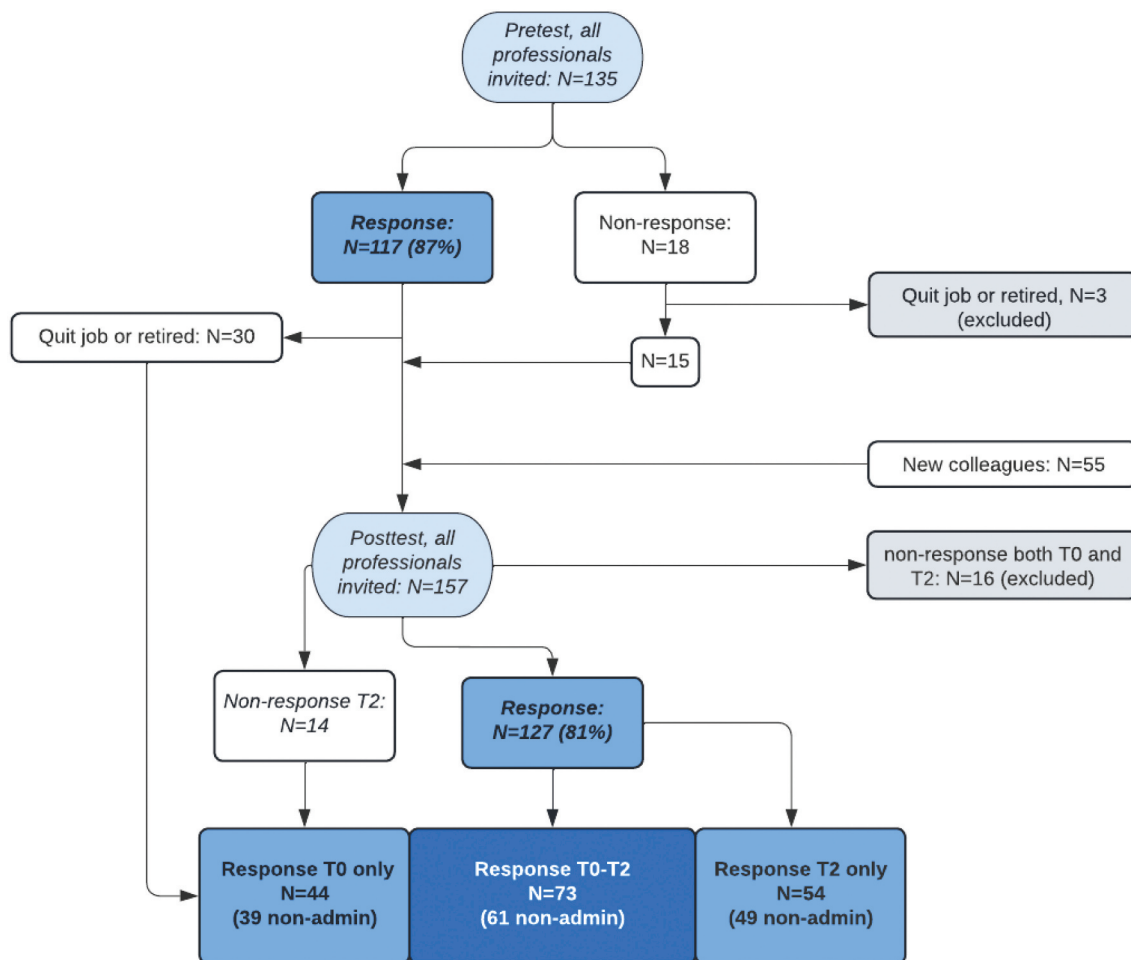 Pretest, all
professionals
invited: N=135
Response:
N=117 (87%)
Non-response:
N=18
Quit job or retired, N=3
(excluded)
Quit job or retired: N=30
N=15
New colleagues: N=55
Posttest, all
professionals
invited: N=157
non-response both T0 and
T2: N=16 (excluded)
Non-response T2:
N=14
Response:
N=127 (81%)
Response T0 only
N=44
(39 non-admin)
Response T0-T2
N=73
(61 non-admin)
Response T2 only
N=54
(49 non-admin)